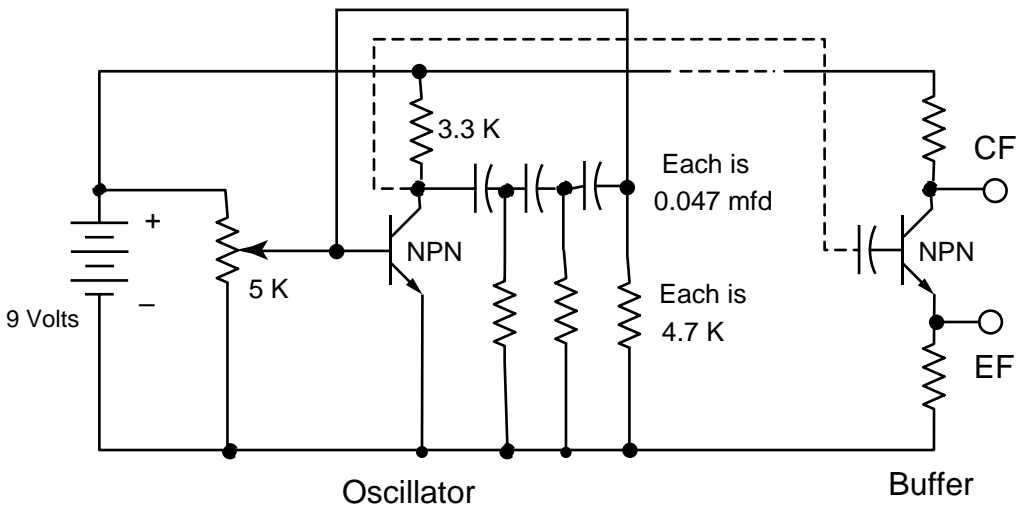 3.3 K
Each is
0.047 mfd
CF
+
NPN
NPN
5 K
–
9 Volts
Each is
4.7 K
EF
Oscillator
Buffer